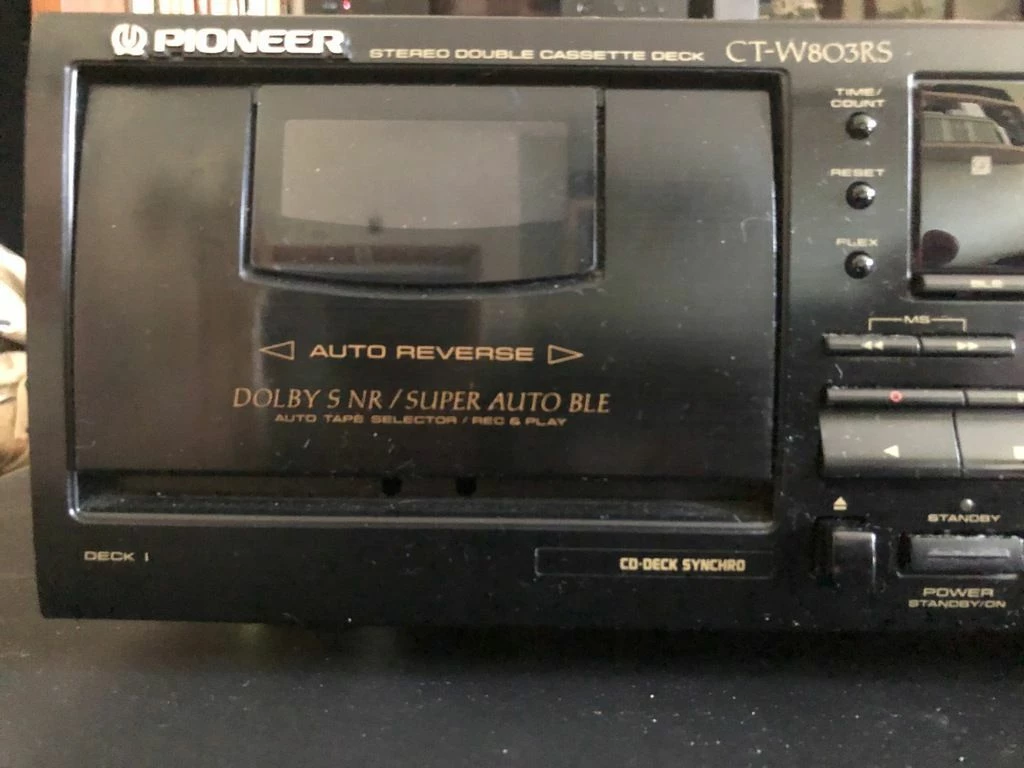 PIONEER STEREO DOUBLE CASSETTE DECK CT-W803RS
TIME/
COUNT
RESET
FLEX
BLE
MS
AUTO REVERSE
DOLBY S NR / SUPER AUTO BLE
AUTO TAPE SELECTOR / REC & PLAY
STANDBY
DECK I
CD-DECK SYNCHRO
POWER
STANDBY/ON